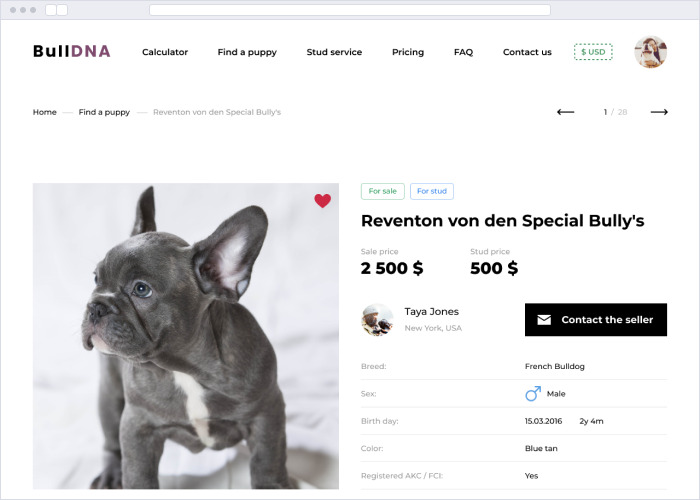 BullDNA
Calculator Find a puppy Stud service Pricing FAQ Contact us $ USD
Home Find a puppy Reventon von den Special Bully's 1 / 28
For sale For stud
Reventon von den Special Bully's
Sale price Stud price
2 500 $ 500 $
Taya Jones
New York, USA
Contact the seller
Breed: French Bulldog
Sex: Male
Birth day: 15.03.2016 2y 4m
Color: Blue tan
Registered AKC / FCI: Yes